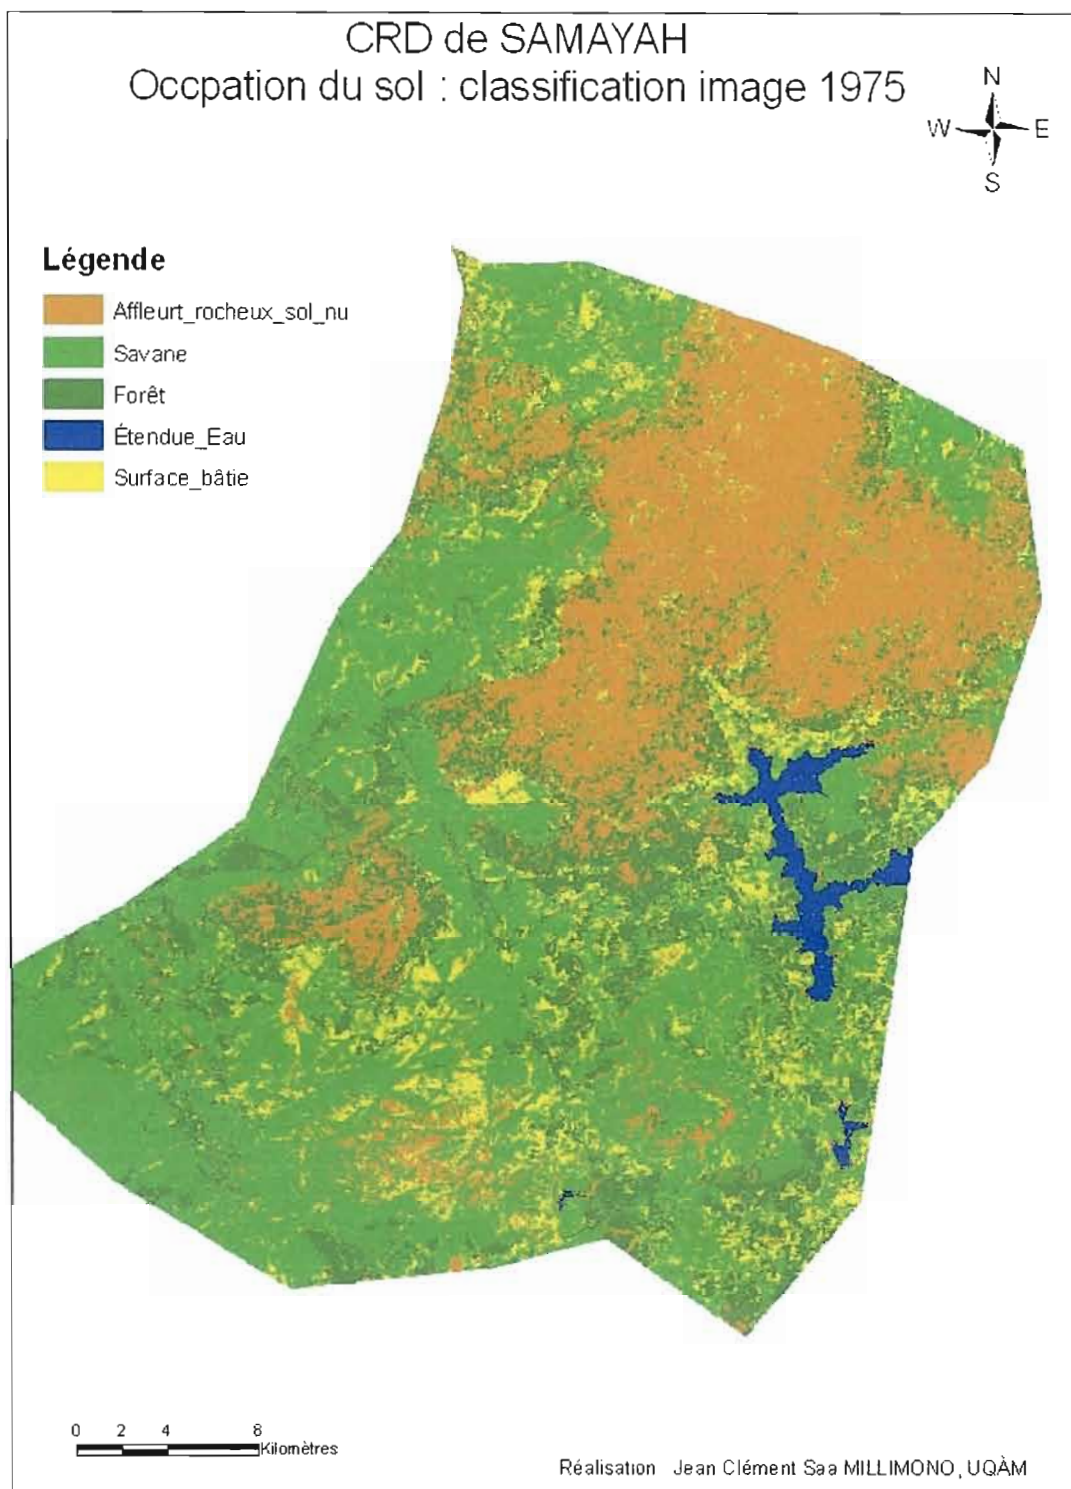 CRD de SAMAYAH
Occpation du sol : classification image 1975
N
W E
S
Légende
Affleurt_rocheux_sol_nu
Savane
Forêt
Étendue_Eau
Surface_bâtie
0 2 4 8
Kilomètres
Réalisation Jean Clément Saa MILLIMONO, UQÀM